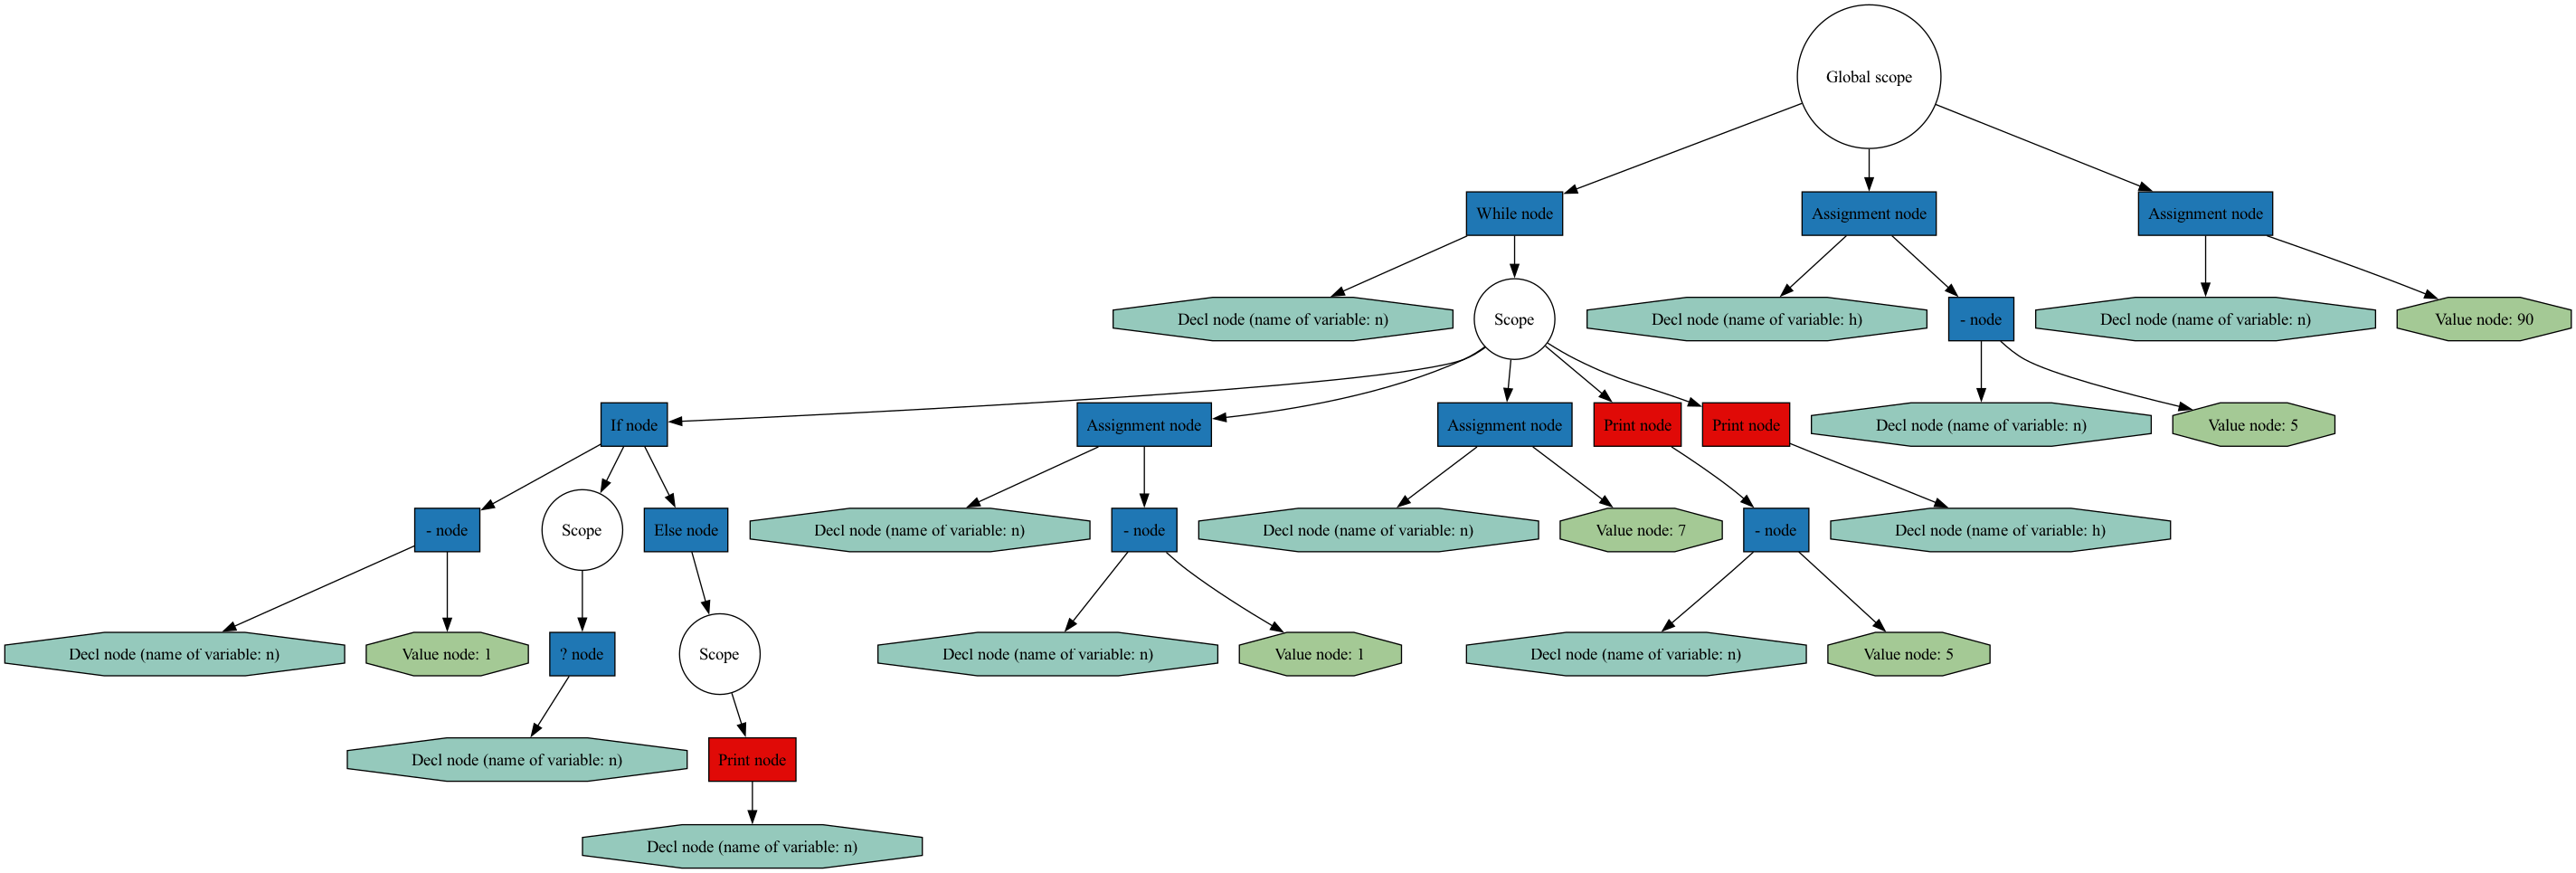 Global scope
While node
Assignment node
Assignment node
Decl node (name of variable: n)
Scope
Decl node (name of variable: h)
- node
Decl node (name of variable: n)
Value node: 90
If node
Assignment node
Assignment node
Print node
Print node
Decl node (name of variable: n)
Value node: 5
- node
Scope
Else node
Decl node (name of variable: n)
- node
Decl node (name of variable: n)
Value node: 7
- node
Decl node (name of variable: h)
Decl node (name of variable: n)
Value node: 1
? node
Scope
Decl node (name of variable: n)
Value node: 1
Decl node (name of variable: n)
Value node: 5
Decl node (name of variable: n)
Print node
Decl node (name of variable: n)